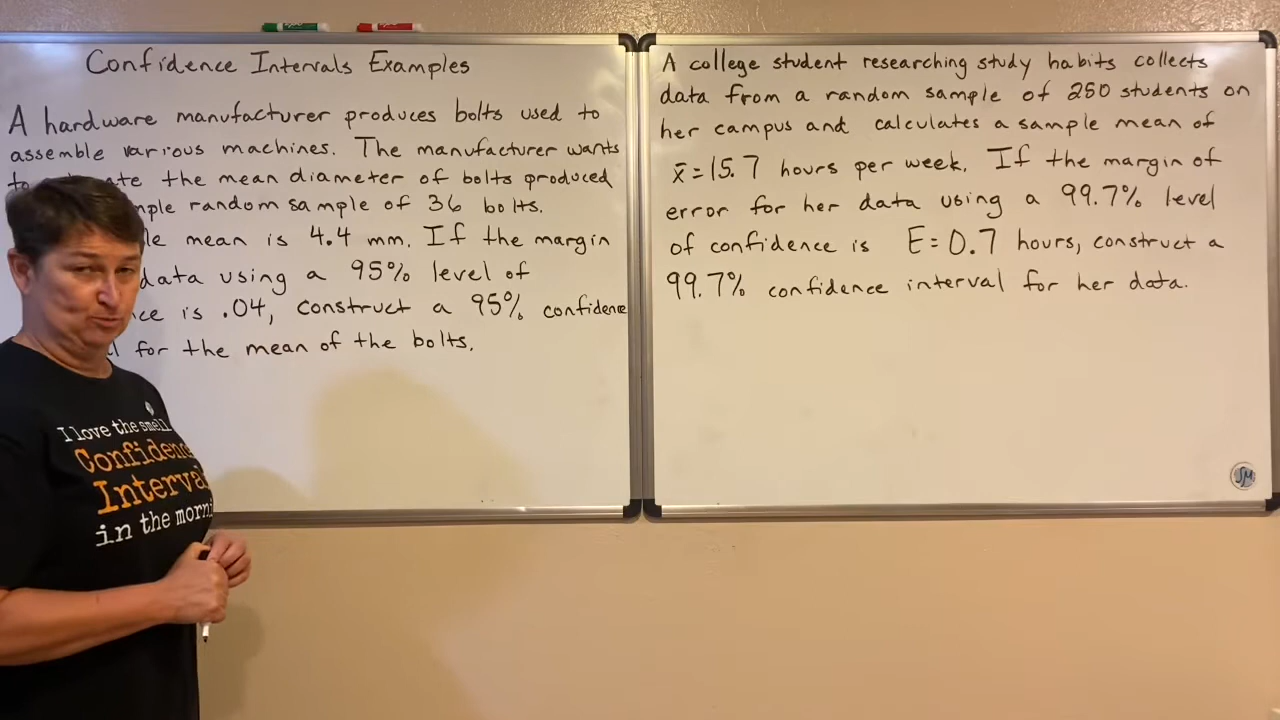 Confidence Intervals Examples
A hardware manufacturer produces bolts used to
assemble various machines. The manufacturer wants
the mean diameter of bolts produced
random sample of 36 bolts.
mean is 4.4 mm. If the margin
data using a 95% level of
is .04, construct a 95% confidence
for the mean of the bolts.
A college student researching study habits collects
data from a random sample of 250 students on
her campus and calculates a sample mean of
x̄ = 15.7 hours per week. If the margin of
error for her data using a 99.7% level
of confidence is E = 0.7 hours, construct a
99.7% confidence interval for her data.
I love the smell
Confidenc
Interval
in the morni